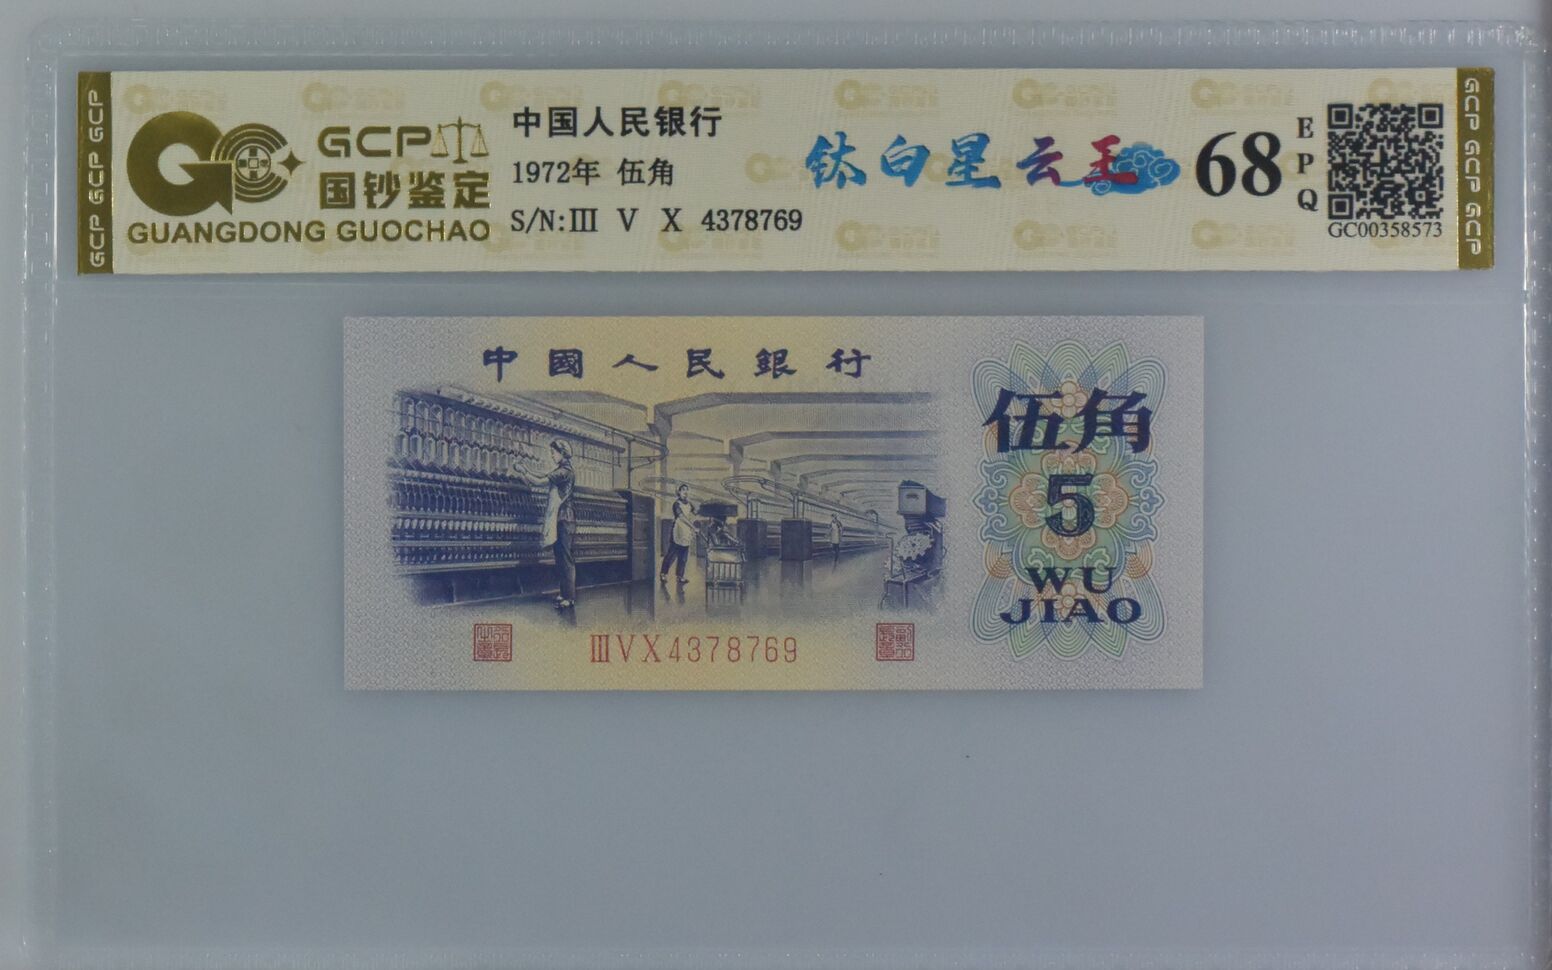 GCP GCP GCP
GCP
国钞鉴定
GUANGDONG GUOCHAO
中国人民银行
1972年 伍角
S/N:Ⅲ V X 4378769
钛白星 云王
68
EPQ
GC00358573
GCP GCP GCP
中國人民銀行
伍角
5
WU
JIAO
ⅢVX4378769